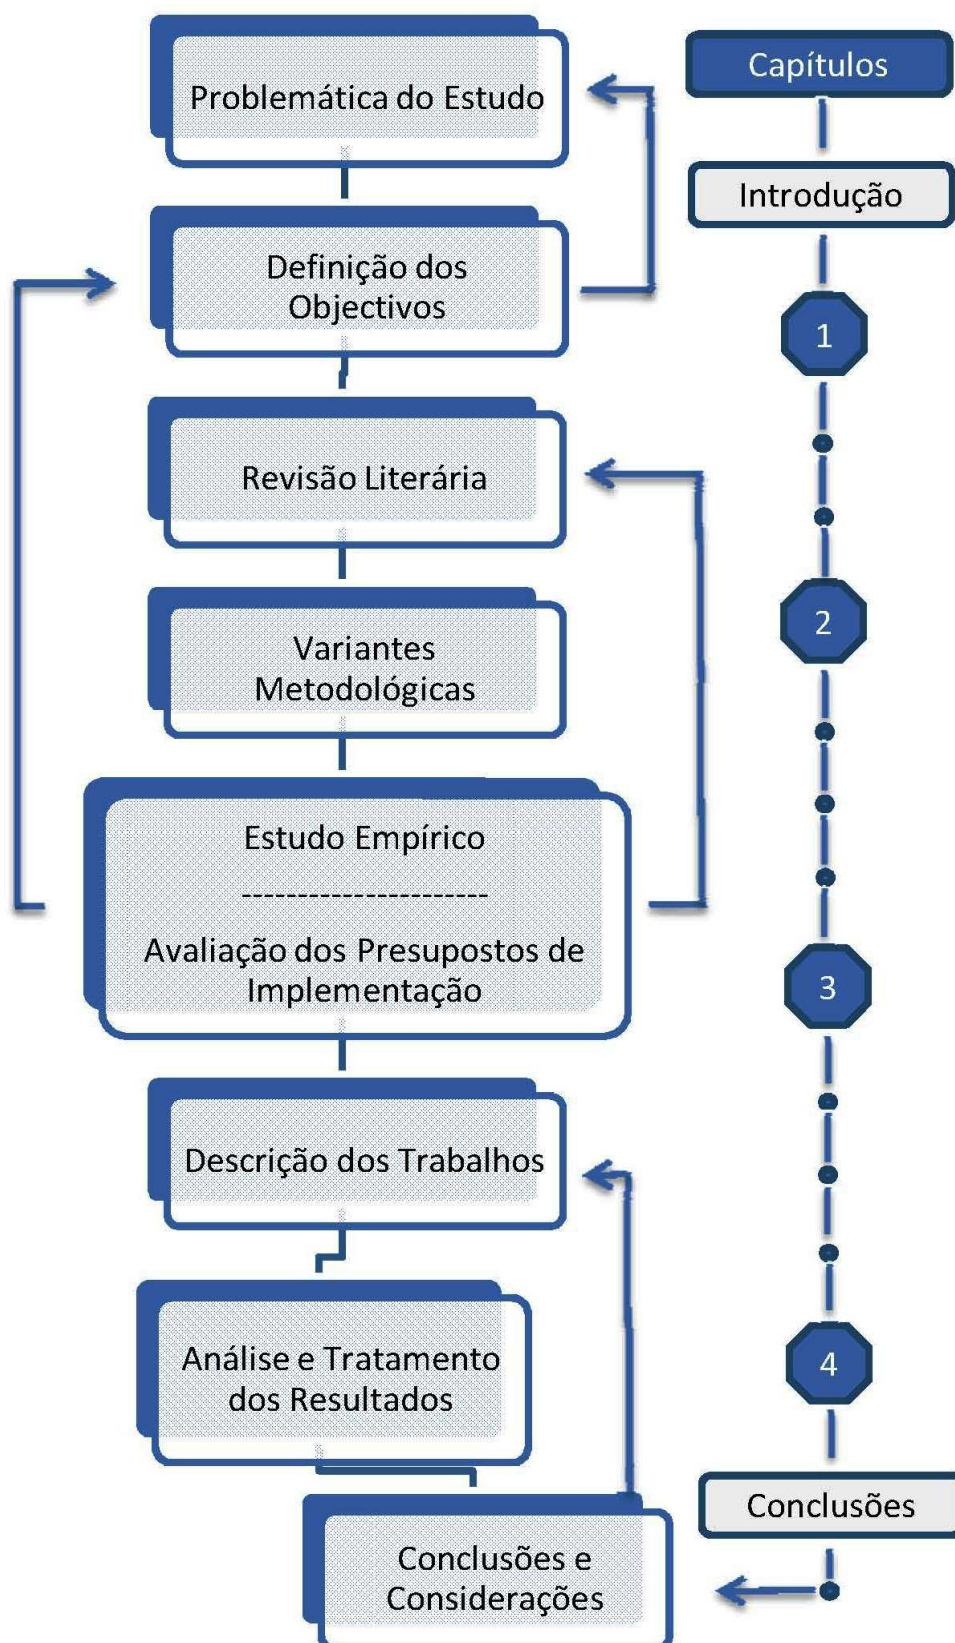 Problemática do Estudo
Definição dos
Objectivos
Revisão Literária
Variantes
Metodológicas
Estudo Empírico
----------------------
Avaliação dos Presupostos de
Implementação
Descrição dos Trabalhos
Análise e Tratamento
dos Resultados
Conclusões e
Considerações
Capítulos
Introdução
1
2
3
4
Conclusões